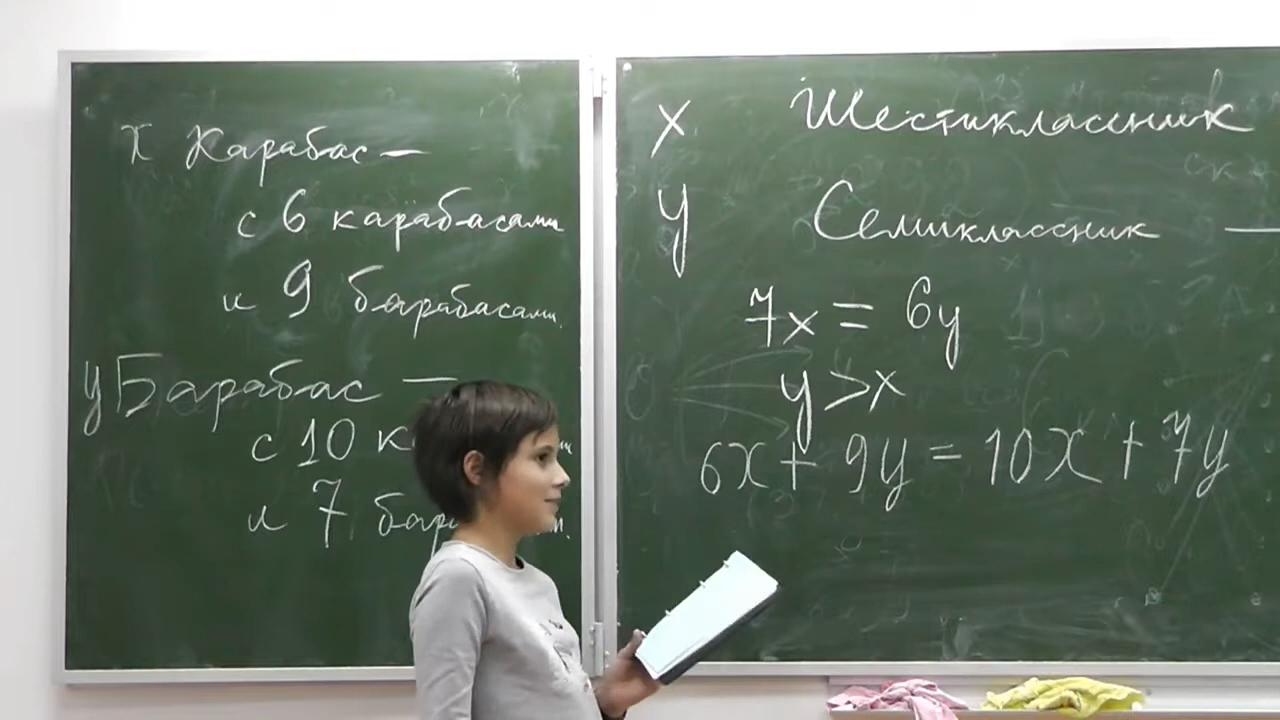 x Карабас —
с 6 карабасами
и 9 барабасами.
y Барабас —
с 10 к
и 7 бар
x Шестиклассник
y Семиклассник —
7x = 6y
y > x
6x + 9y = 10x + 7y